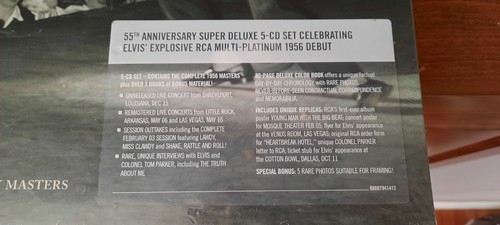 55TH ANNIVERSARY SUPER DELUXE 5-CD SET CELEBRATING
ELVIS' EXPLOSIVE RCA MULTI-PLATINUM 1956 DEBUT
5-CD SET – CONTAINS THE COMPLETE 1956 MASTERS
plus OVER 3 HOURS of BONUS MATERIAL!
■ UNRELEASED LIVE CONCERT from SHREVEPORT,
LOUISIANA, DEC 15
■ REMASTERED LIVE CONCERTS from LITTLE ROCK,
ARKANSAS, MAY 16 and LAS VEGAS, MAY 6
■ SESSION OUTTAKES including the COMPLETE
FEBRUARY 03 SESSION featuring LAWDY,
MISS CLAWDY and SHAKE, RATTLE AND ROLL!
■ RARE, UNIQUE INTERVIEWS with ELVIS and
COLONEL TOM PARKER, including THE TRUTH
ABOUT ME
80-PAGE DELUXE COLOR BOOK offers a unique factual
DAY-BY-DAY CHRONOLOGY with RARE PHOTOS,
NEVER-BEFORE-SEEN CONTRACTUAL CORRESPONDENCE
and MEMORABILIA.
INCLUDES UNIQUE REPLICAS: RCA'S first-ever album
poster YOUNG MAN WITH THE BIG BEAT; concert poster
for MOSQUE THEATER FEB 05; flyer for Elvis' appearance
at the VENUS ROOM, LAS VEGAS; original RCA order form
for "HEARTBREAK HOTEL," unique COLONEL PARKER
letter to RCA; ticket stub for Elvis' appearance at
the COTTON BOWL, DALLAS, OCT 11
SPECIAL BONUS: 5 RARE PHOTOS SUITABLE FOR FRAMING!
88697941413
MASTERS